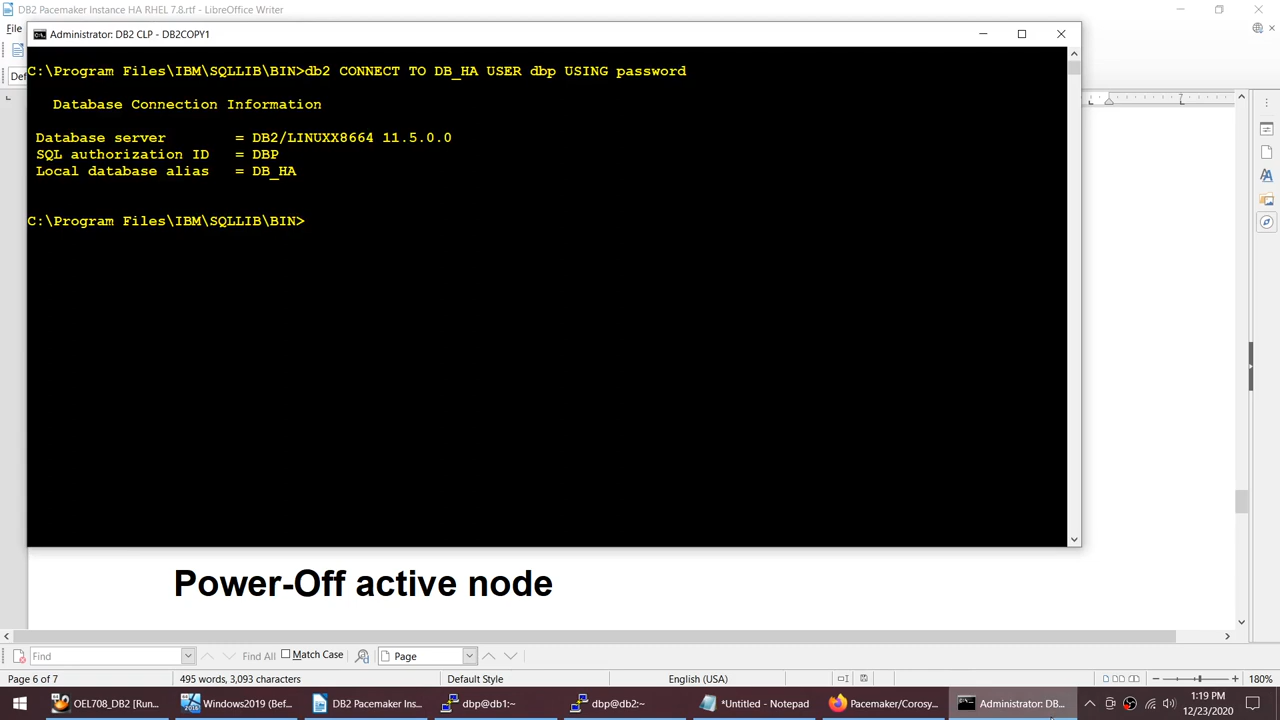 DB2 Pacemaker Instance HA RHEL 7.8.rtf - LibreOffice Writer
File
Administrator: DB2 CLP - DB2COPY1
Def
C:\Program Files\IBM\SQLLIB\BIN>db2 CONNECT TO DB_HA USER dbp USING password
Database Connection Information
Database server = DB2/LINUXX8664 11.5.0.0
SQL authorization ID = DBP
Local database alias = DB_HA
C:\Program Files\IBM\SQLLIB\BIN>
7
Power-Off active node
Find
Find All
Match Case
Page
Page 6 of 7
495 words, 3,093 characters
Default Style
English (USA)
180%
OEL708_DB2 [Run...
Windows2019 (Bef...
DB2 Pacemaker Ins...
dbp@db1:~
dbp@db2:~
*Untitled - Notepad
Pacemaker/Corosy...
Administrator: DB...
1:19 PM
12/23/2020